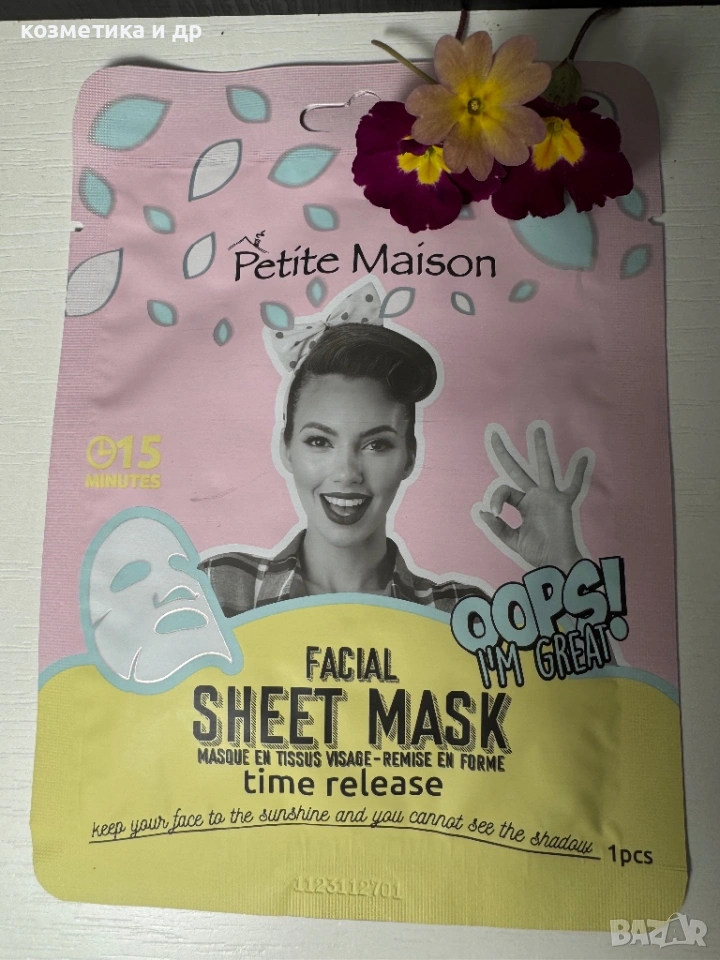 козметика и др
Petite Maison
15
MINUTES
OOPS!
I'M GREAT
FACIAL
SHEET MASK
MASQUE EN TISSUS VISAGE-REMISE EN FORME
time release
keep your face to the sunshine and you cannot see the shadow
1pcs
1123112701
BAZAR